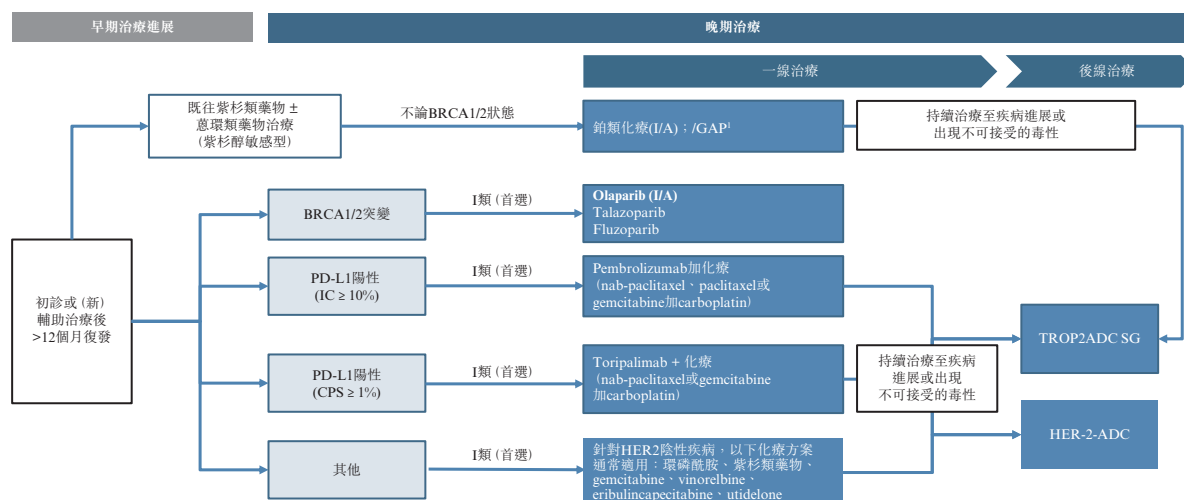 早期治療進展
晚期治療
一線治療
後線治療
既往紫杉類藥物 ±
蒽環類藥物治療
(紫杉醇敏感型)
不論BRCA1/2狀態
鉑類化療(I/A)；/GAP¹
持續治療至疾病進展或
出現不可接受的毒性
BRCA1/2突變
I類 (首選)
Olaparib (I/A)
Talazoparib
Fluzoparib
初診或 (新)
輔助治療後
>12個月復發
PD-L1陽性
(IC ≥ 10%)
I類 (首選)
Pembrolizumab加化療
(nab-paclitaxel、paclitaxel或
gemcitabine加carboplatin)
TROP2ADC SG
PD-L1陽性
(CPS ≥ 1%)
I類 (首選)
Toripalimab + 化療
(nab-paclitaxel或gemcitabine
加carboplatin)
持續治療至疾病
進展或出現
不可接受的毒性
HER-2-ADC
其他
I類 (首選)
針對HER2陰性疾病，以下化療方案
通常適用：環磷酰胺、紫杉類藥物、
gemcitabine、vinorelbine、
eribulincapecitabine、utidelone